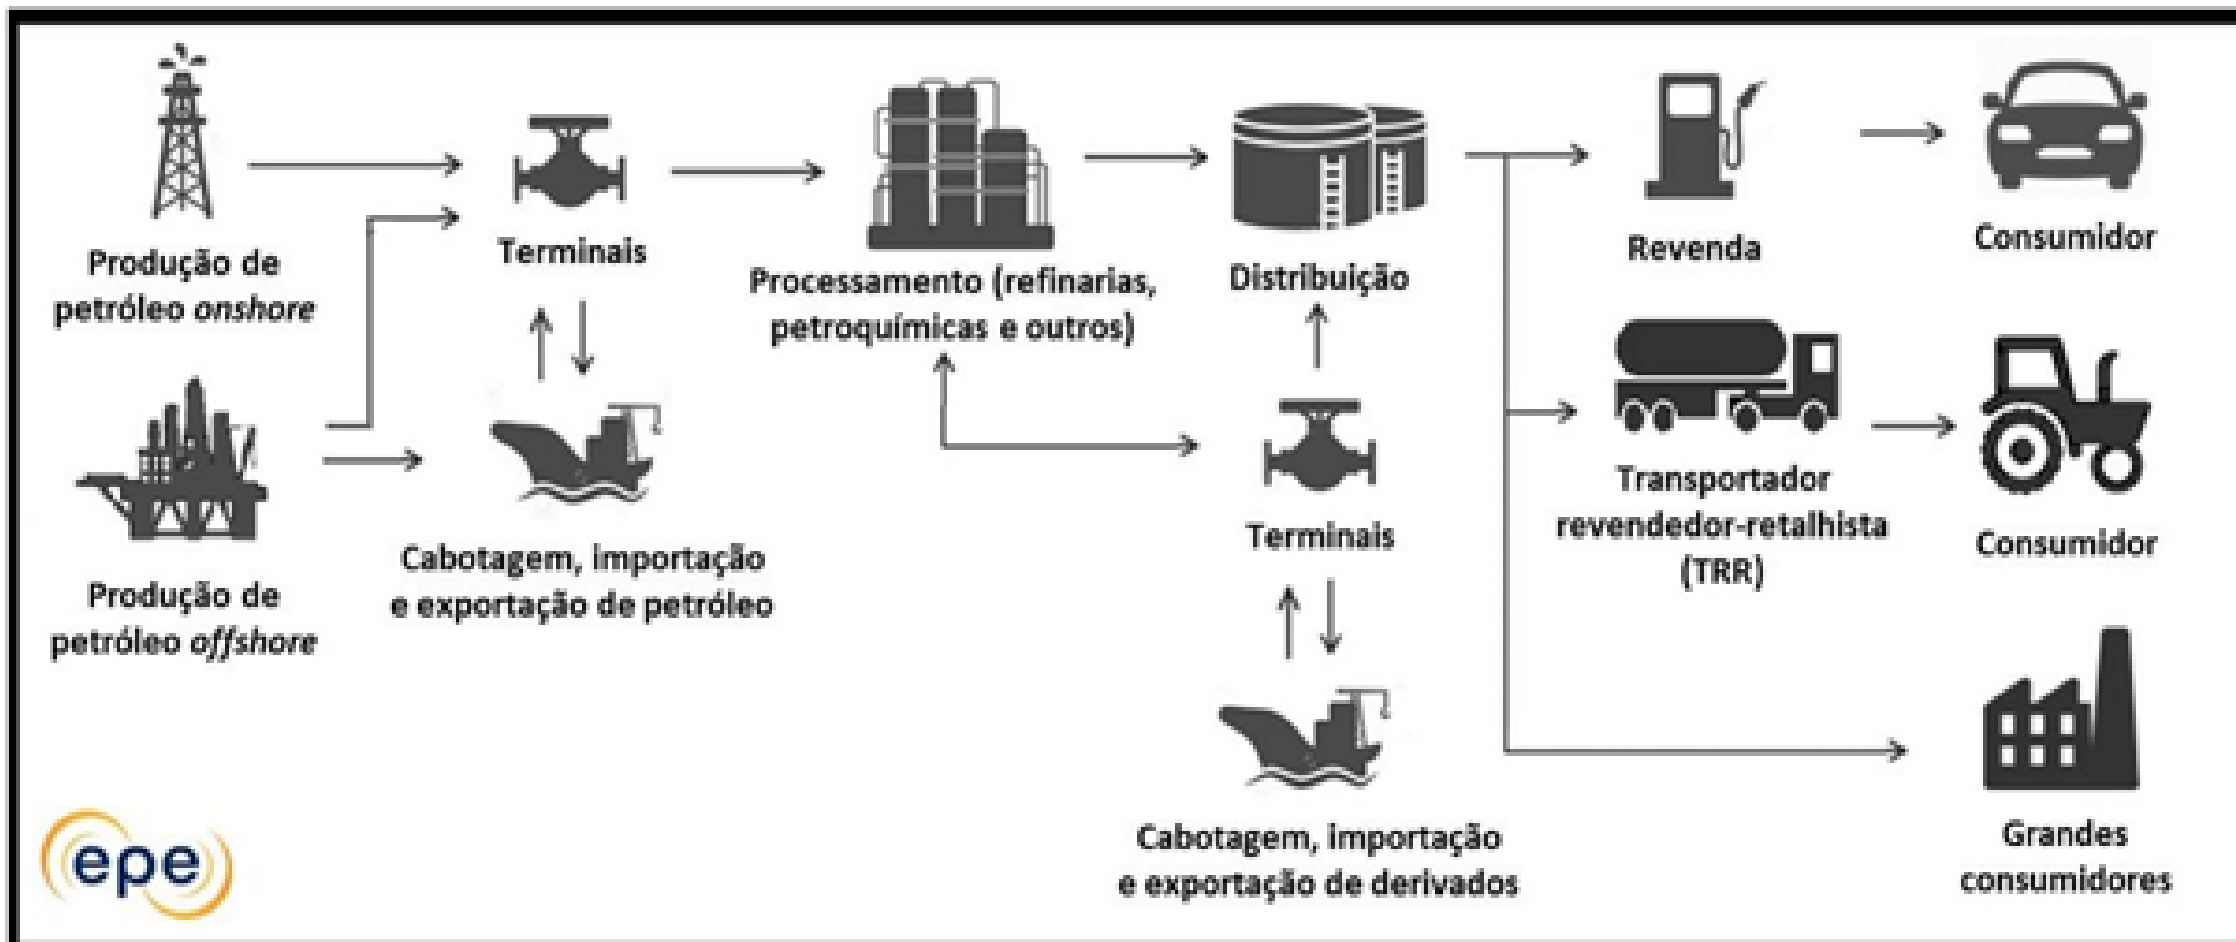 Produção de
petróleo onshore
Terminais
Processamento (refinarias,
petroquímicas e outros)
Distribuição
Revenda
Consumidor
Produção de
petróleo offshore
Cabotagem, importação
e exportação de petróleo
Terminais
Transportador
revendedor-retalhista
(TRR)
Consumidor
Cabotagem, importação
e exportação de derivados
Grandes
consumidores
epe